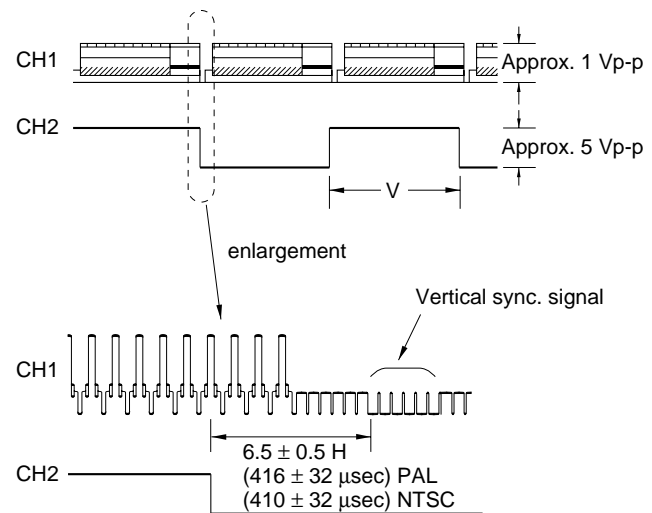 CH1
Approx. 1 Vp-p
CH2
Approx. 5 Vp-p
V
enlargement
Vertical sync. signal
CH1
6.5 ± 0.5 H
(416 ± 32 μsec) PAL
CH2
(410 ± 32 μsec) NTSC